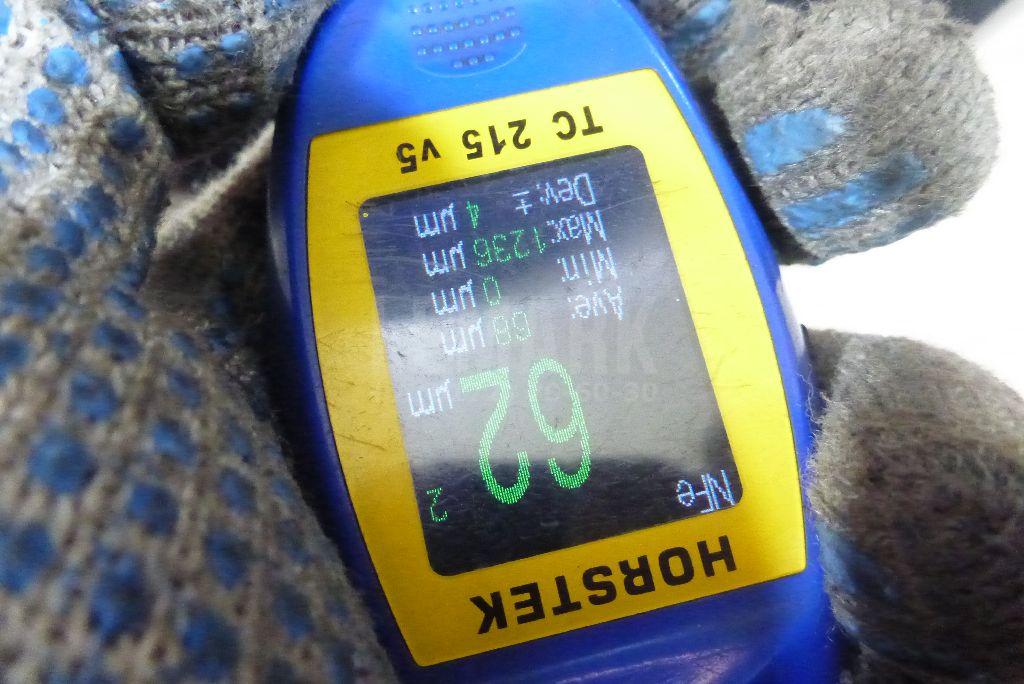 HORSTEK
NFe
2
62 µm
Ave: 68 µm
Min: 0 µm
Max: 1236 µm
Dev: ± 4 µm
TC 215 V5